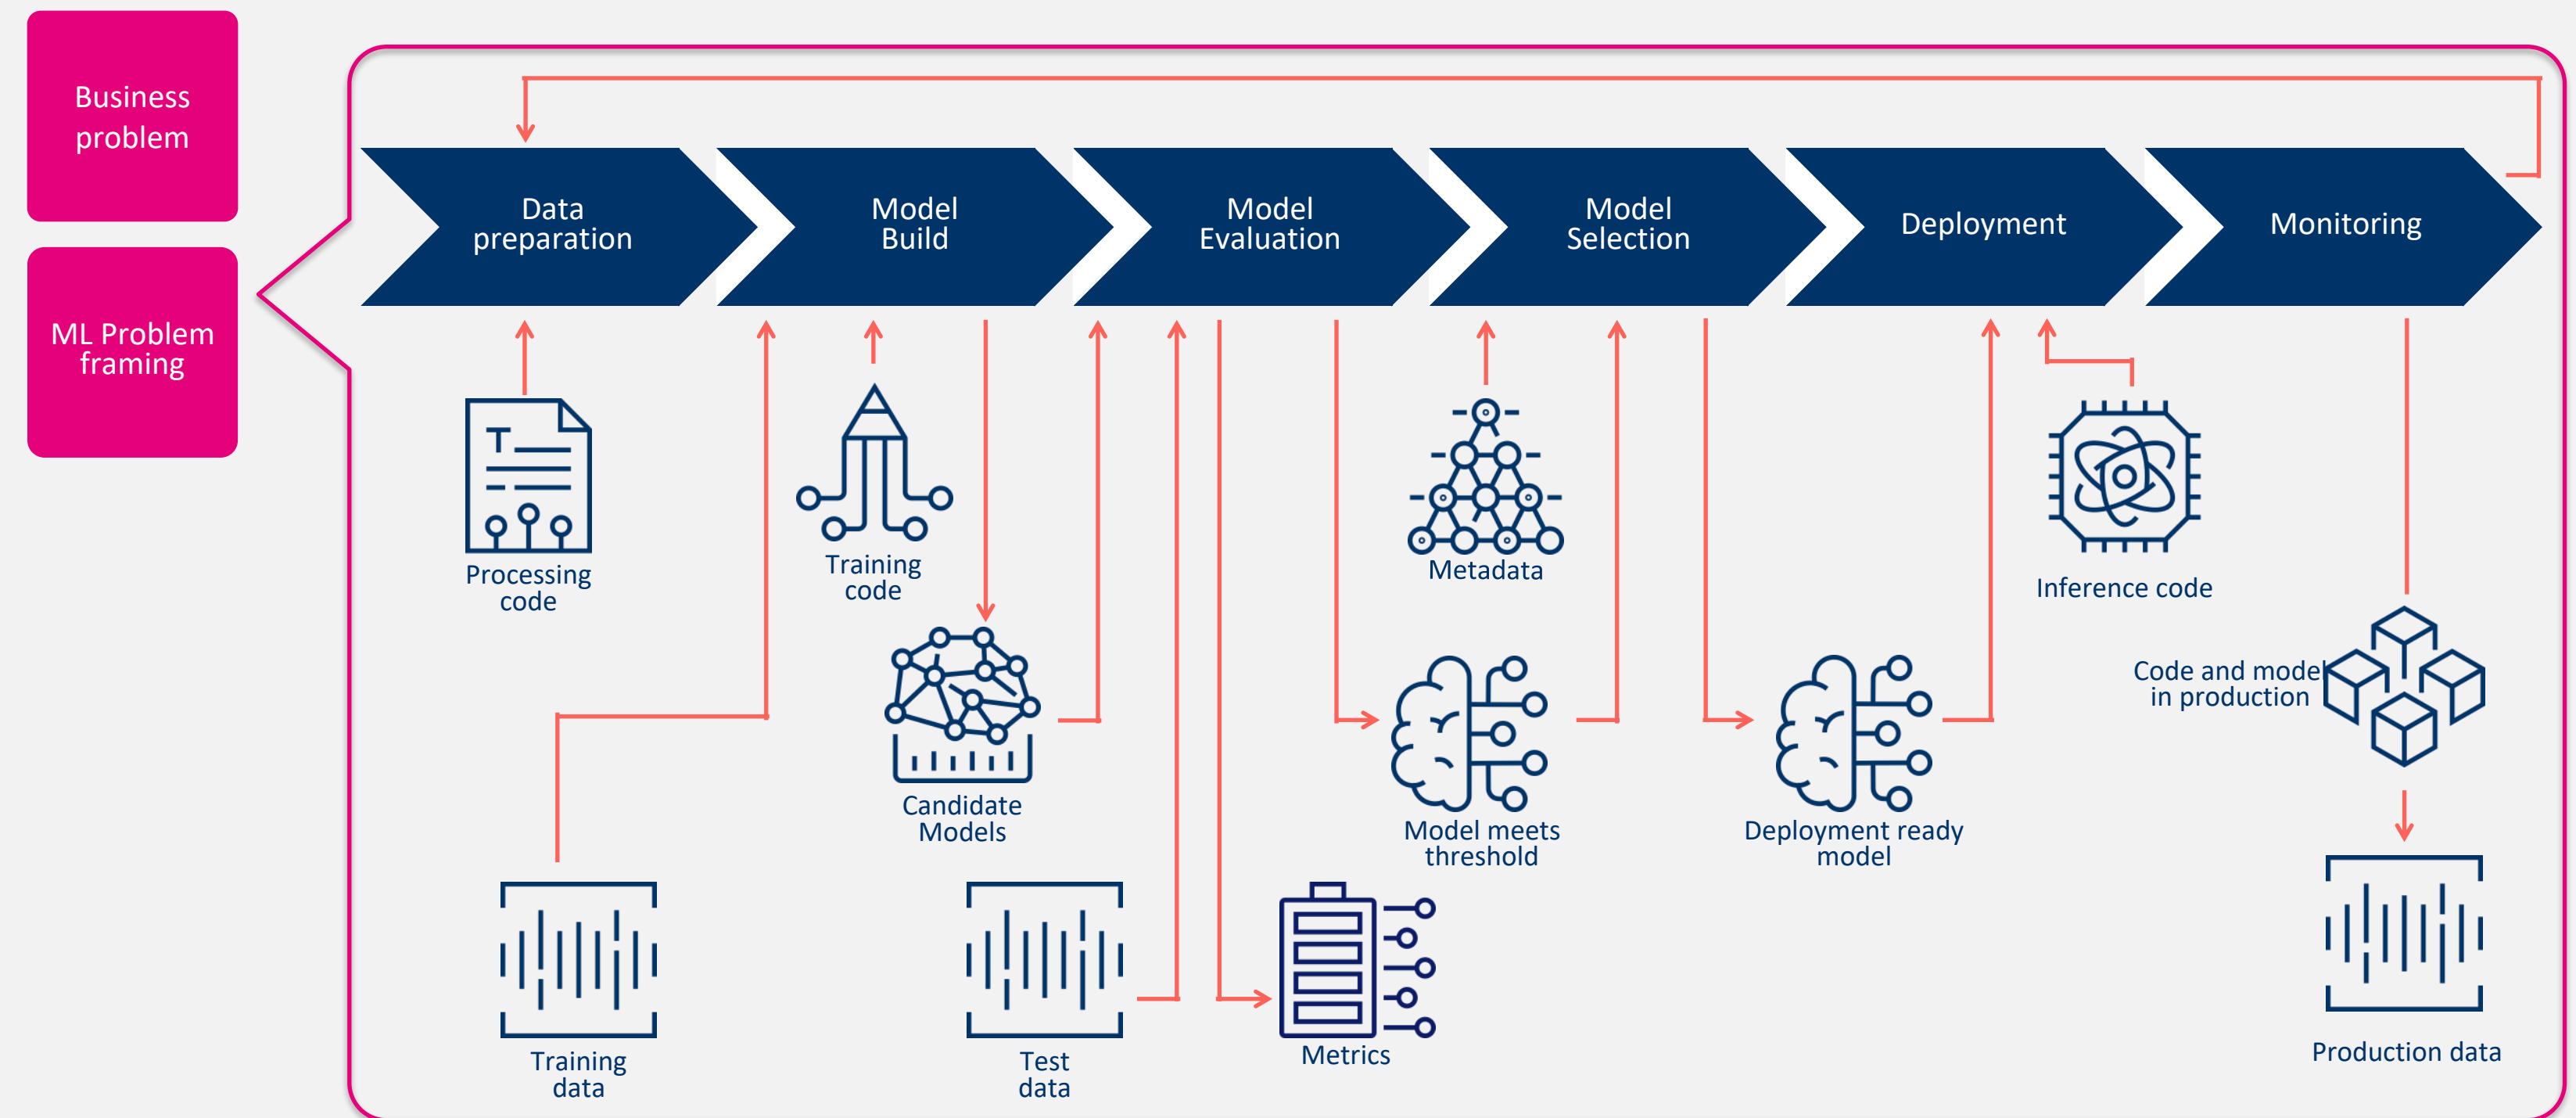 Business
problem
ML Problem
framing
Data
preparation
Model
Build
Model
Evaluation
Model
Selection
Deployment
Monitoring
T
Processing
code
Training
code
Metadata
Inference code
Candidate
Models
Model meets
threshold
Deployment ready
model
Code and model
in production
Training
data
Test
data
Metrics
Production data